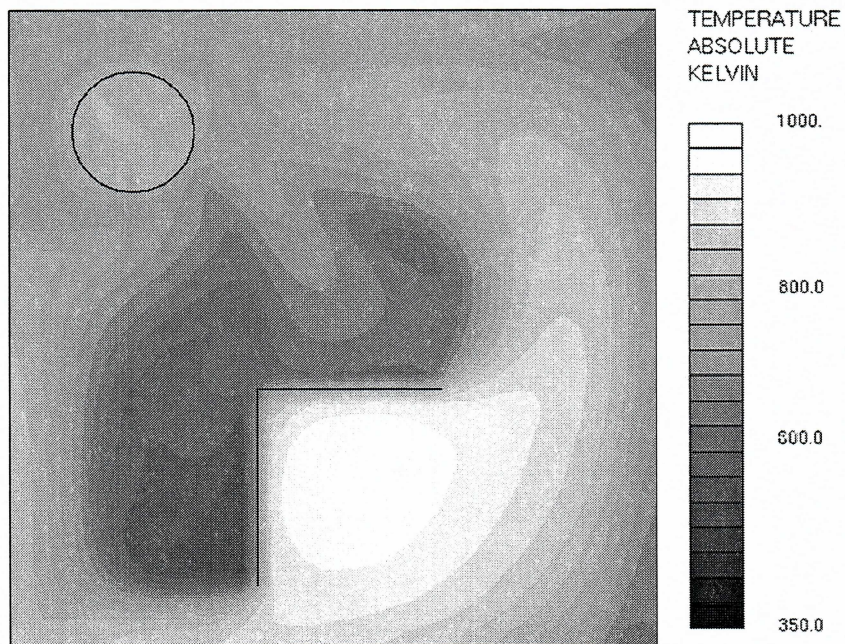 TEMPERATURE
ABSOLUTE
KELVIN
1000.
800.0
600.0
350.0